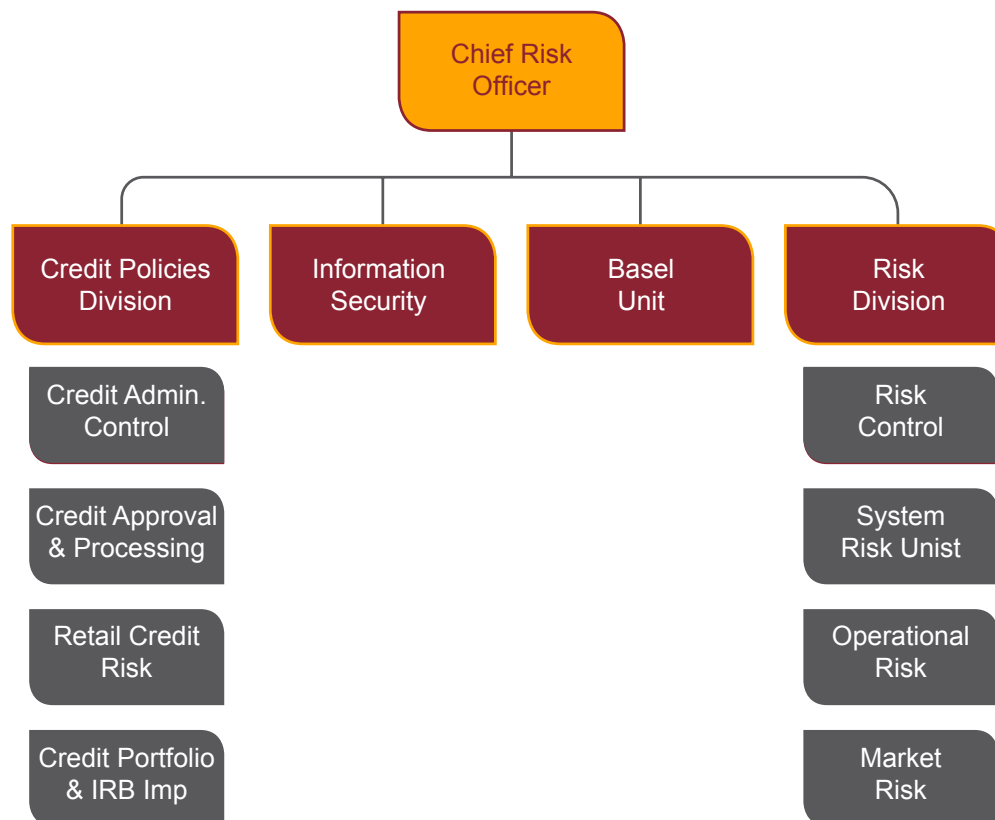 Chief Risk
Officer
Credit Policies
Division
Information
Security
Basel
Unit
Risk
Division
Credit Admin.
Control
Risk
Control
Credit Approval
& Processing
System
Risk Unist
Retail Credit
Risk
Operational
Risk
Credit Portfolio
& IRB Imp
Market
Risk